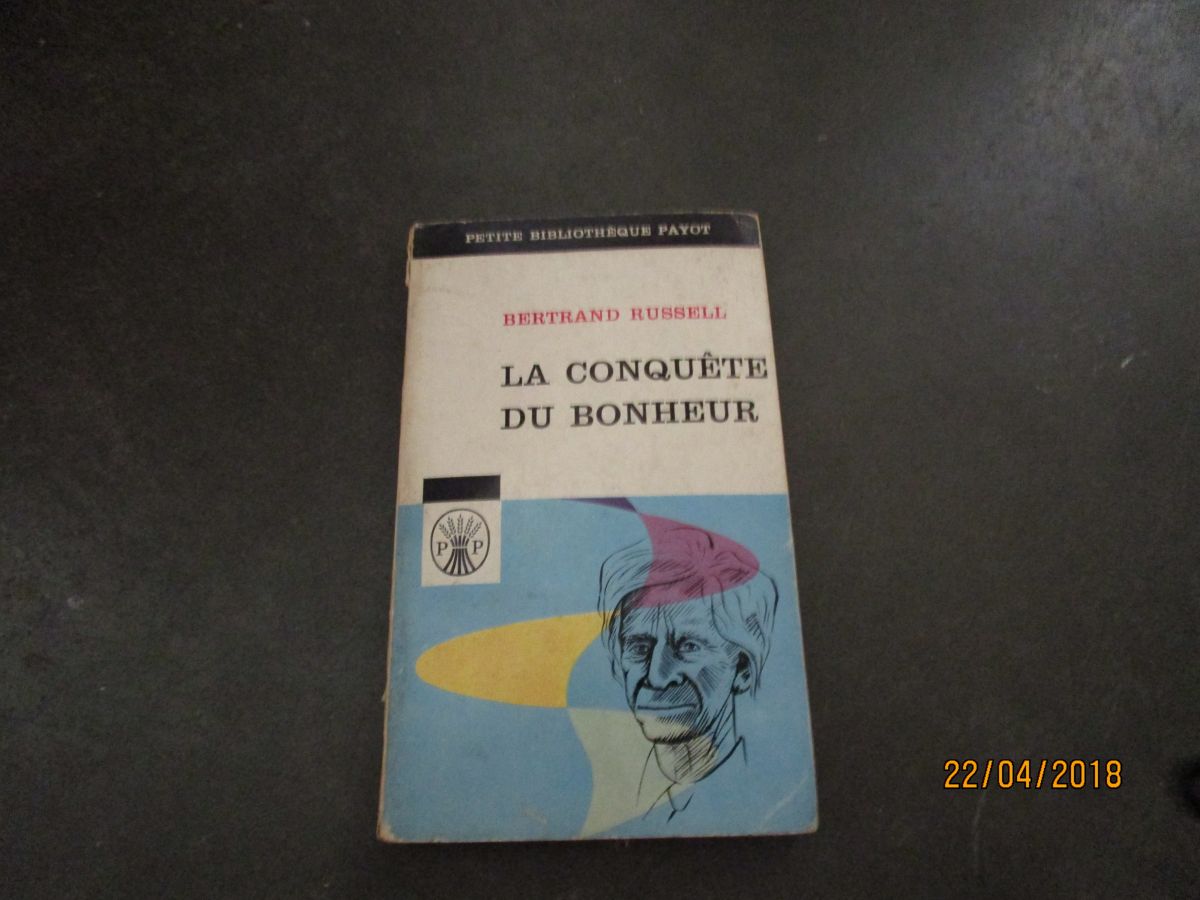 PETITE BIBLIOTHÈQUE PAYOT
BERTRAND RUSSELL
LA CONQUÊTE
DU BONHEUR
P P
22/04/2018